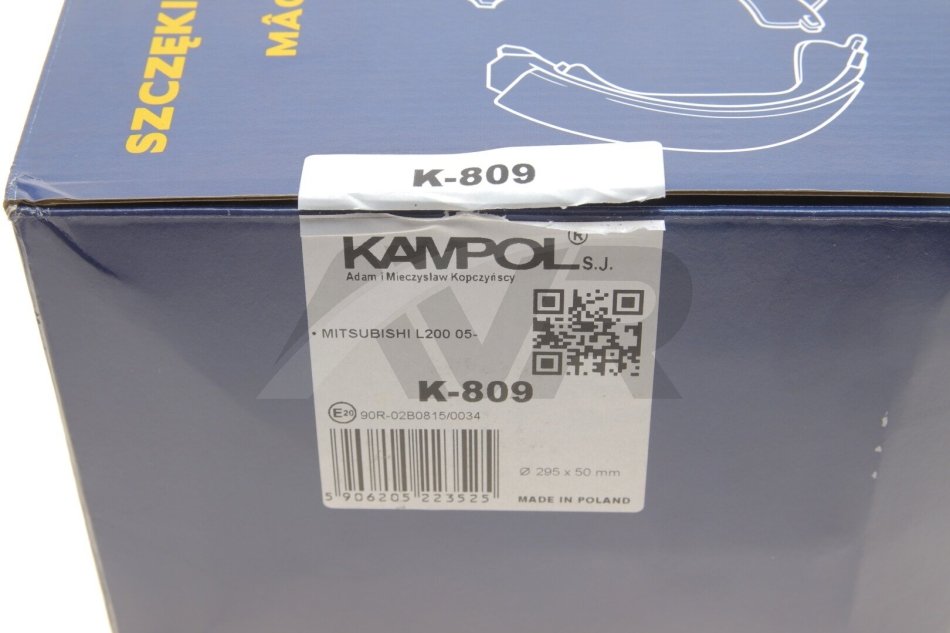 SZCZĘKI
K-809
KAMPOL® S.J.
Adam i Mieczysław Kopczyńscy
• MITSUBISHI L200 05-
K-809
E20 90R-02B0815/0034
Ø 295 x 50 mm
5 906205 223525
MADE IN POLAND
AVR